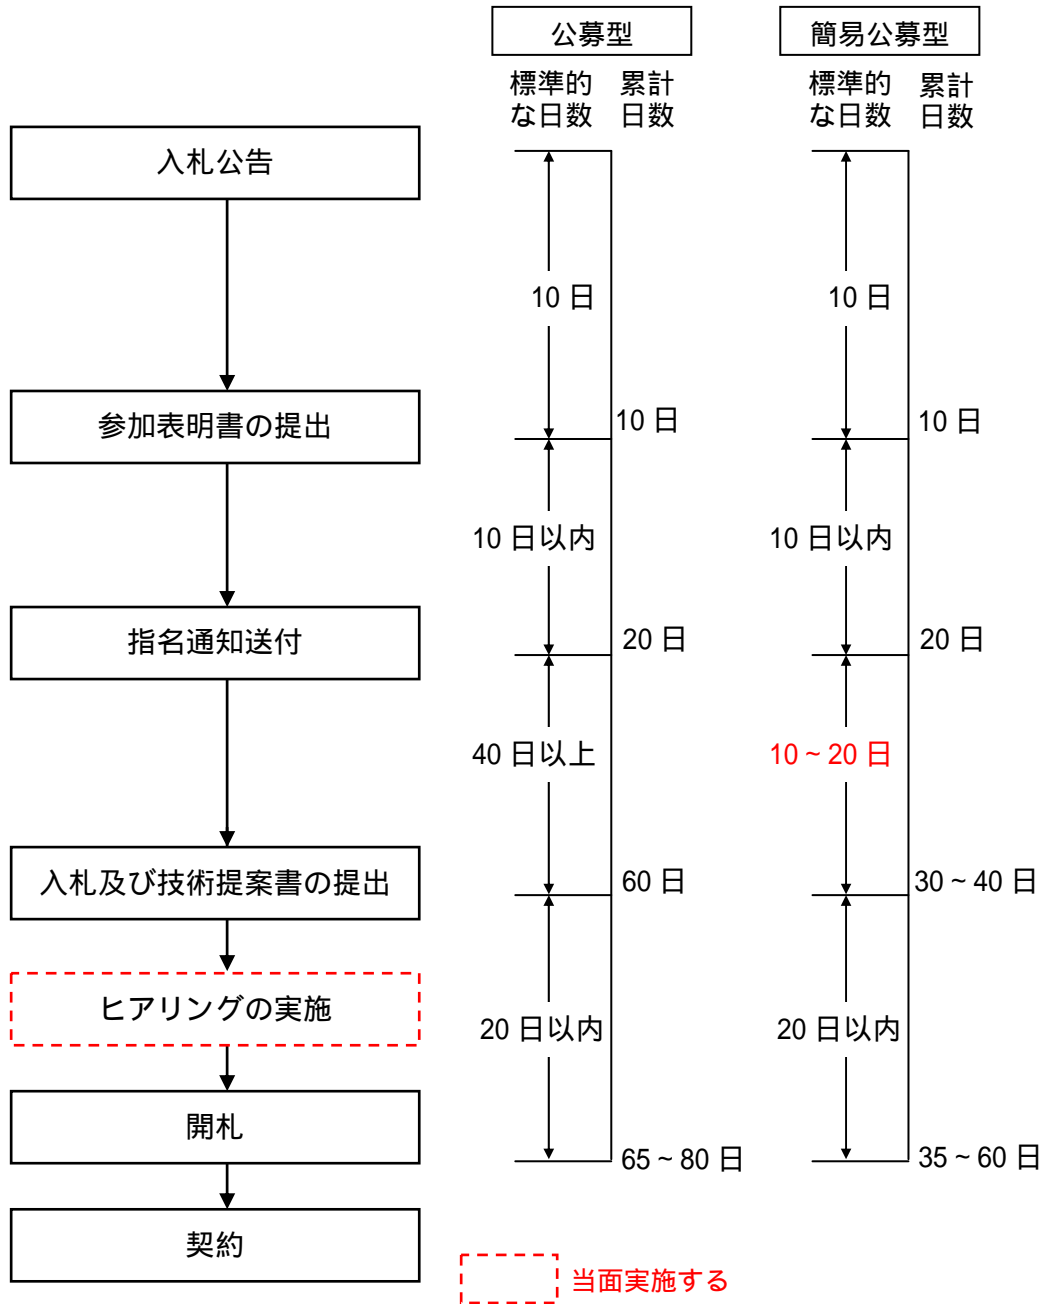 公募型
簡易公募型
標準的
な日数
累計
日数
標準的
な日数
累計
日数
入札公告
10 日
10 日
参加表明書の提出
10 日
10 日
10 日以内
10 日以内
指名通知送付
20 日
20 日
40 日以上
10 ~ 20 日
入札及び技術提案書の提出
60 日
30 ~ 40 日
ヒアリングの実施
20 日以内
20 日以内
開札
65 ~ 80 日
35 ~ 60 日
契約
当面実施する